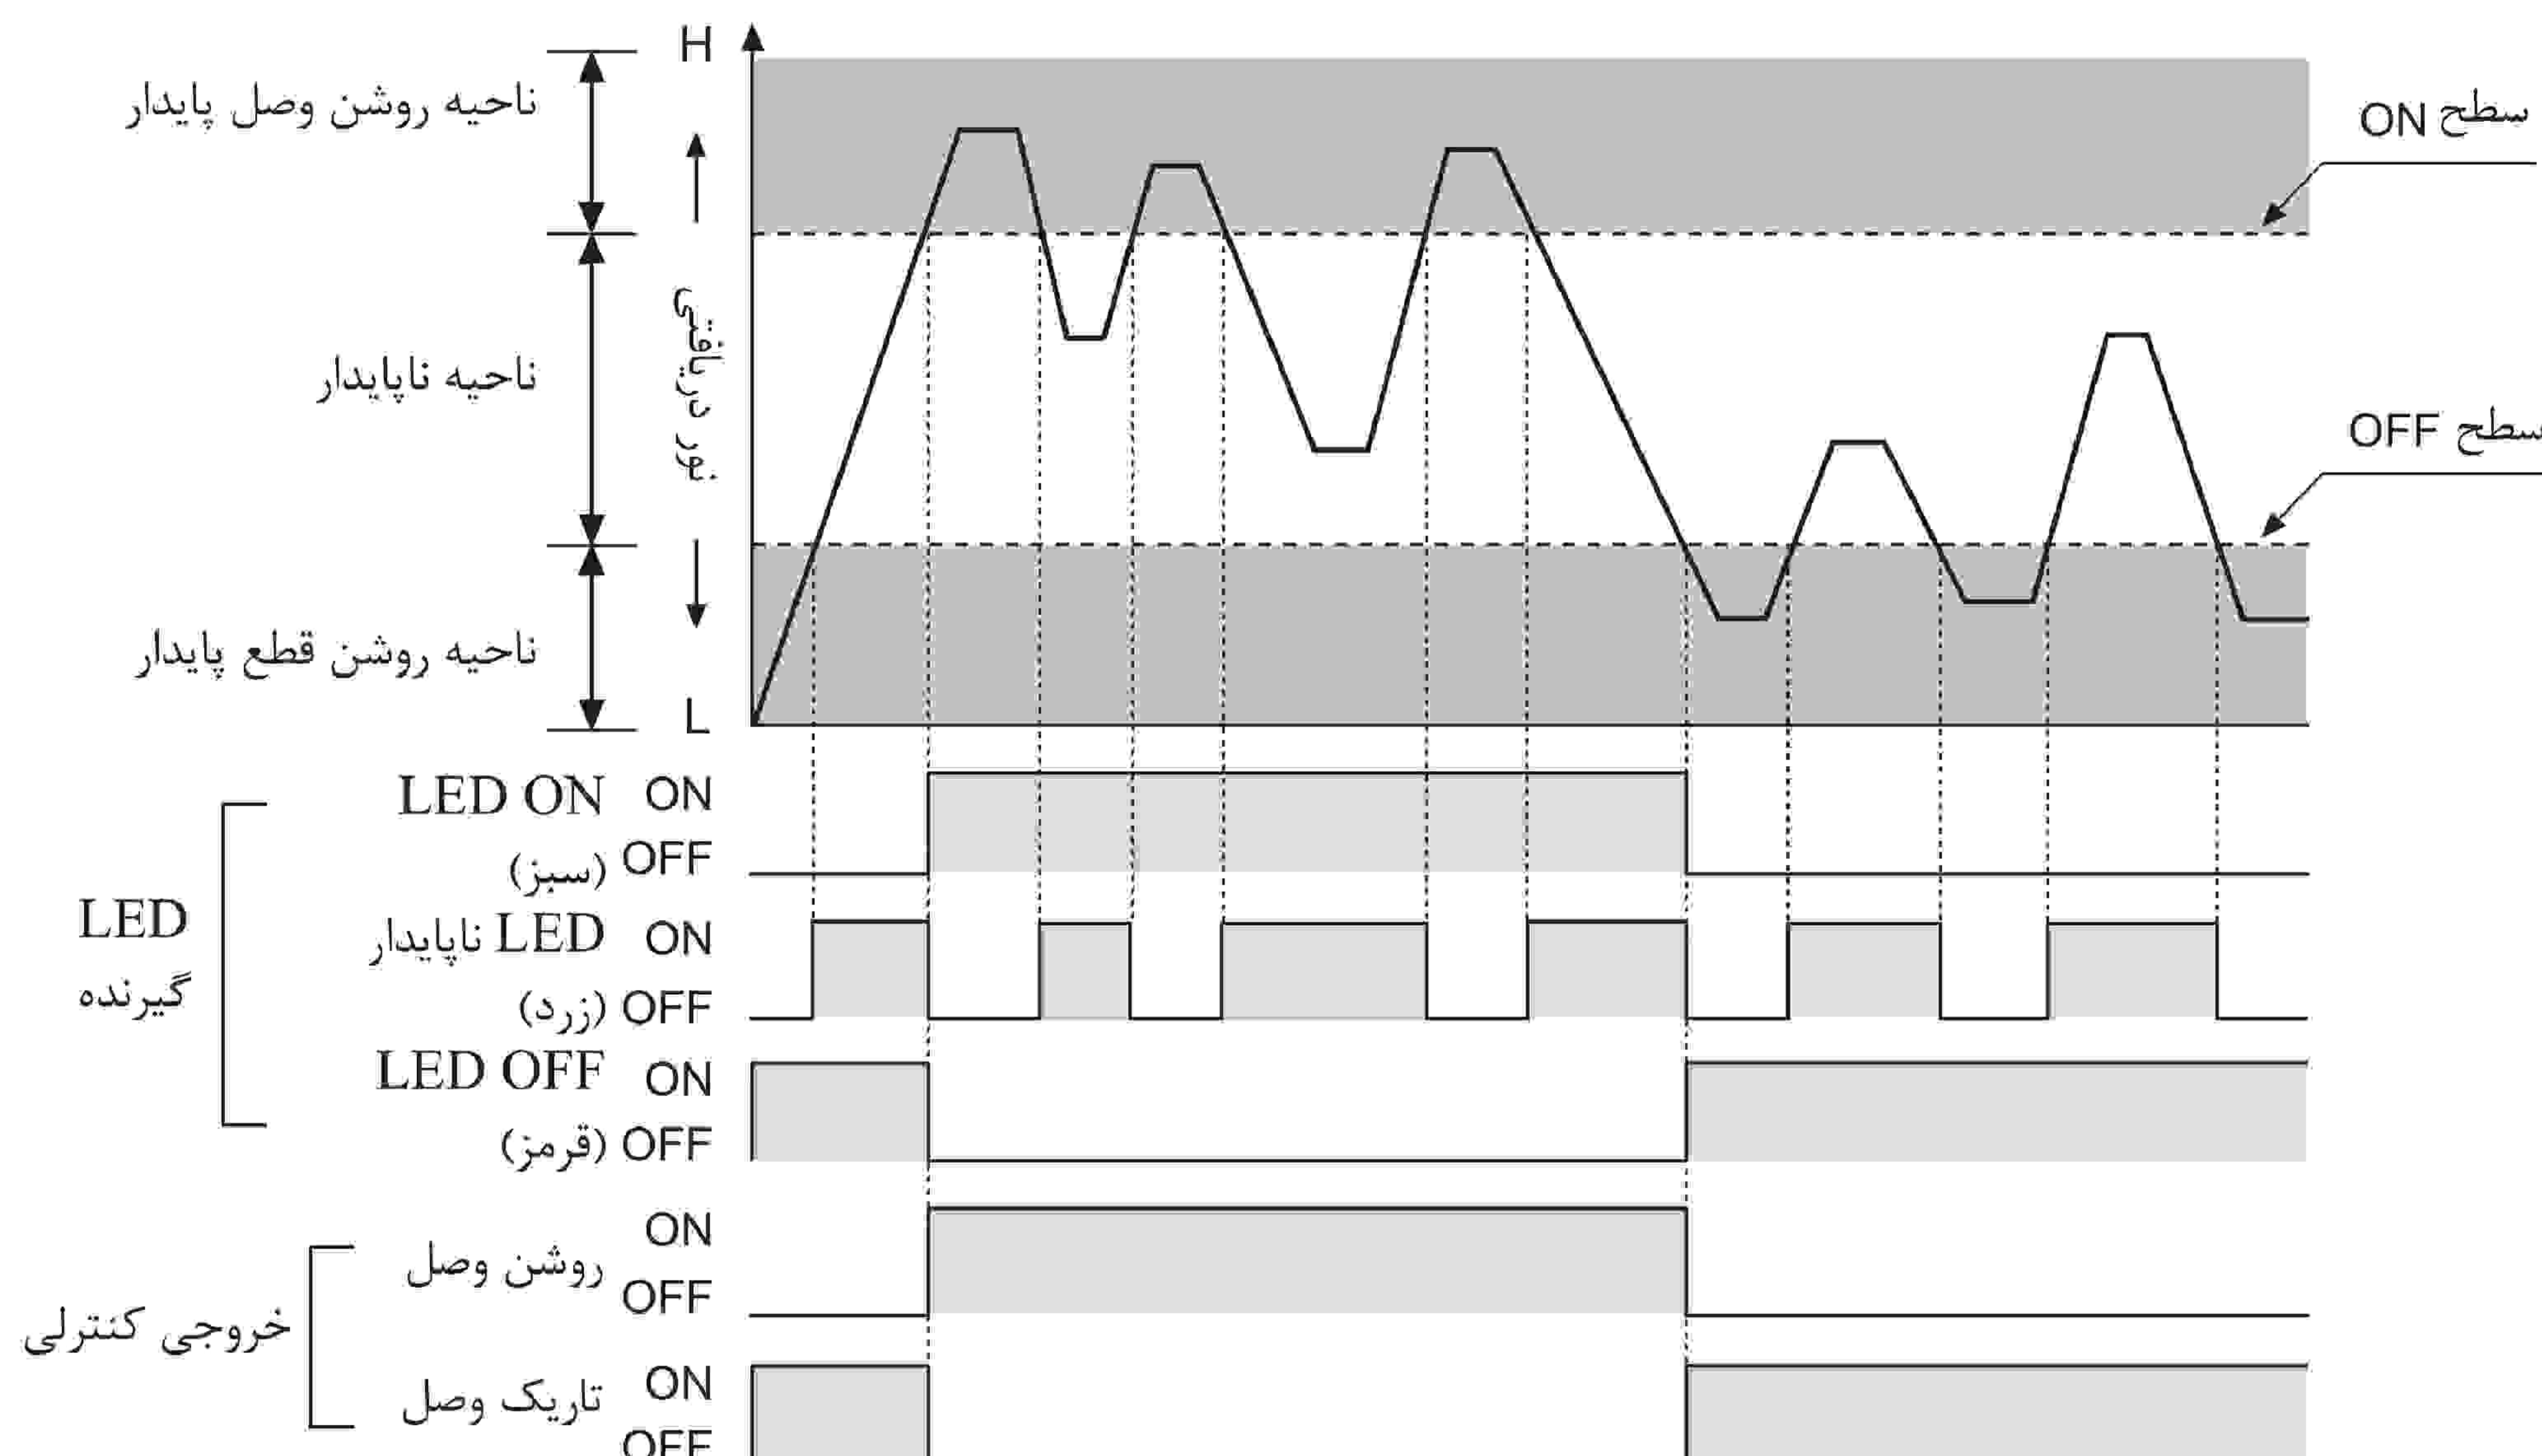 H
ناحیه روشن وصل پایدار
سطح ON
نور دریافتی
ناحیه ناپایدار
سطح OFF
ناحیه روشن قطع پایدار
L
LED ON ON
(سبز) OFF
LED گیرنده
LED ناپایدار ON
(زرد) OFF
LED OFF ON
(قرمز) OFF
ON
روشن وصل
OFF
خروجی کنترلی
ON
تاریک وصل
OFF